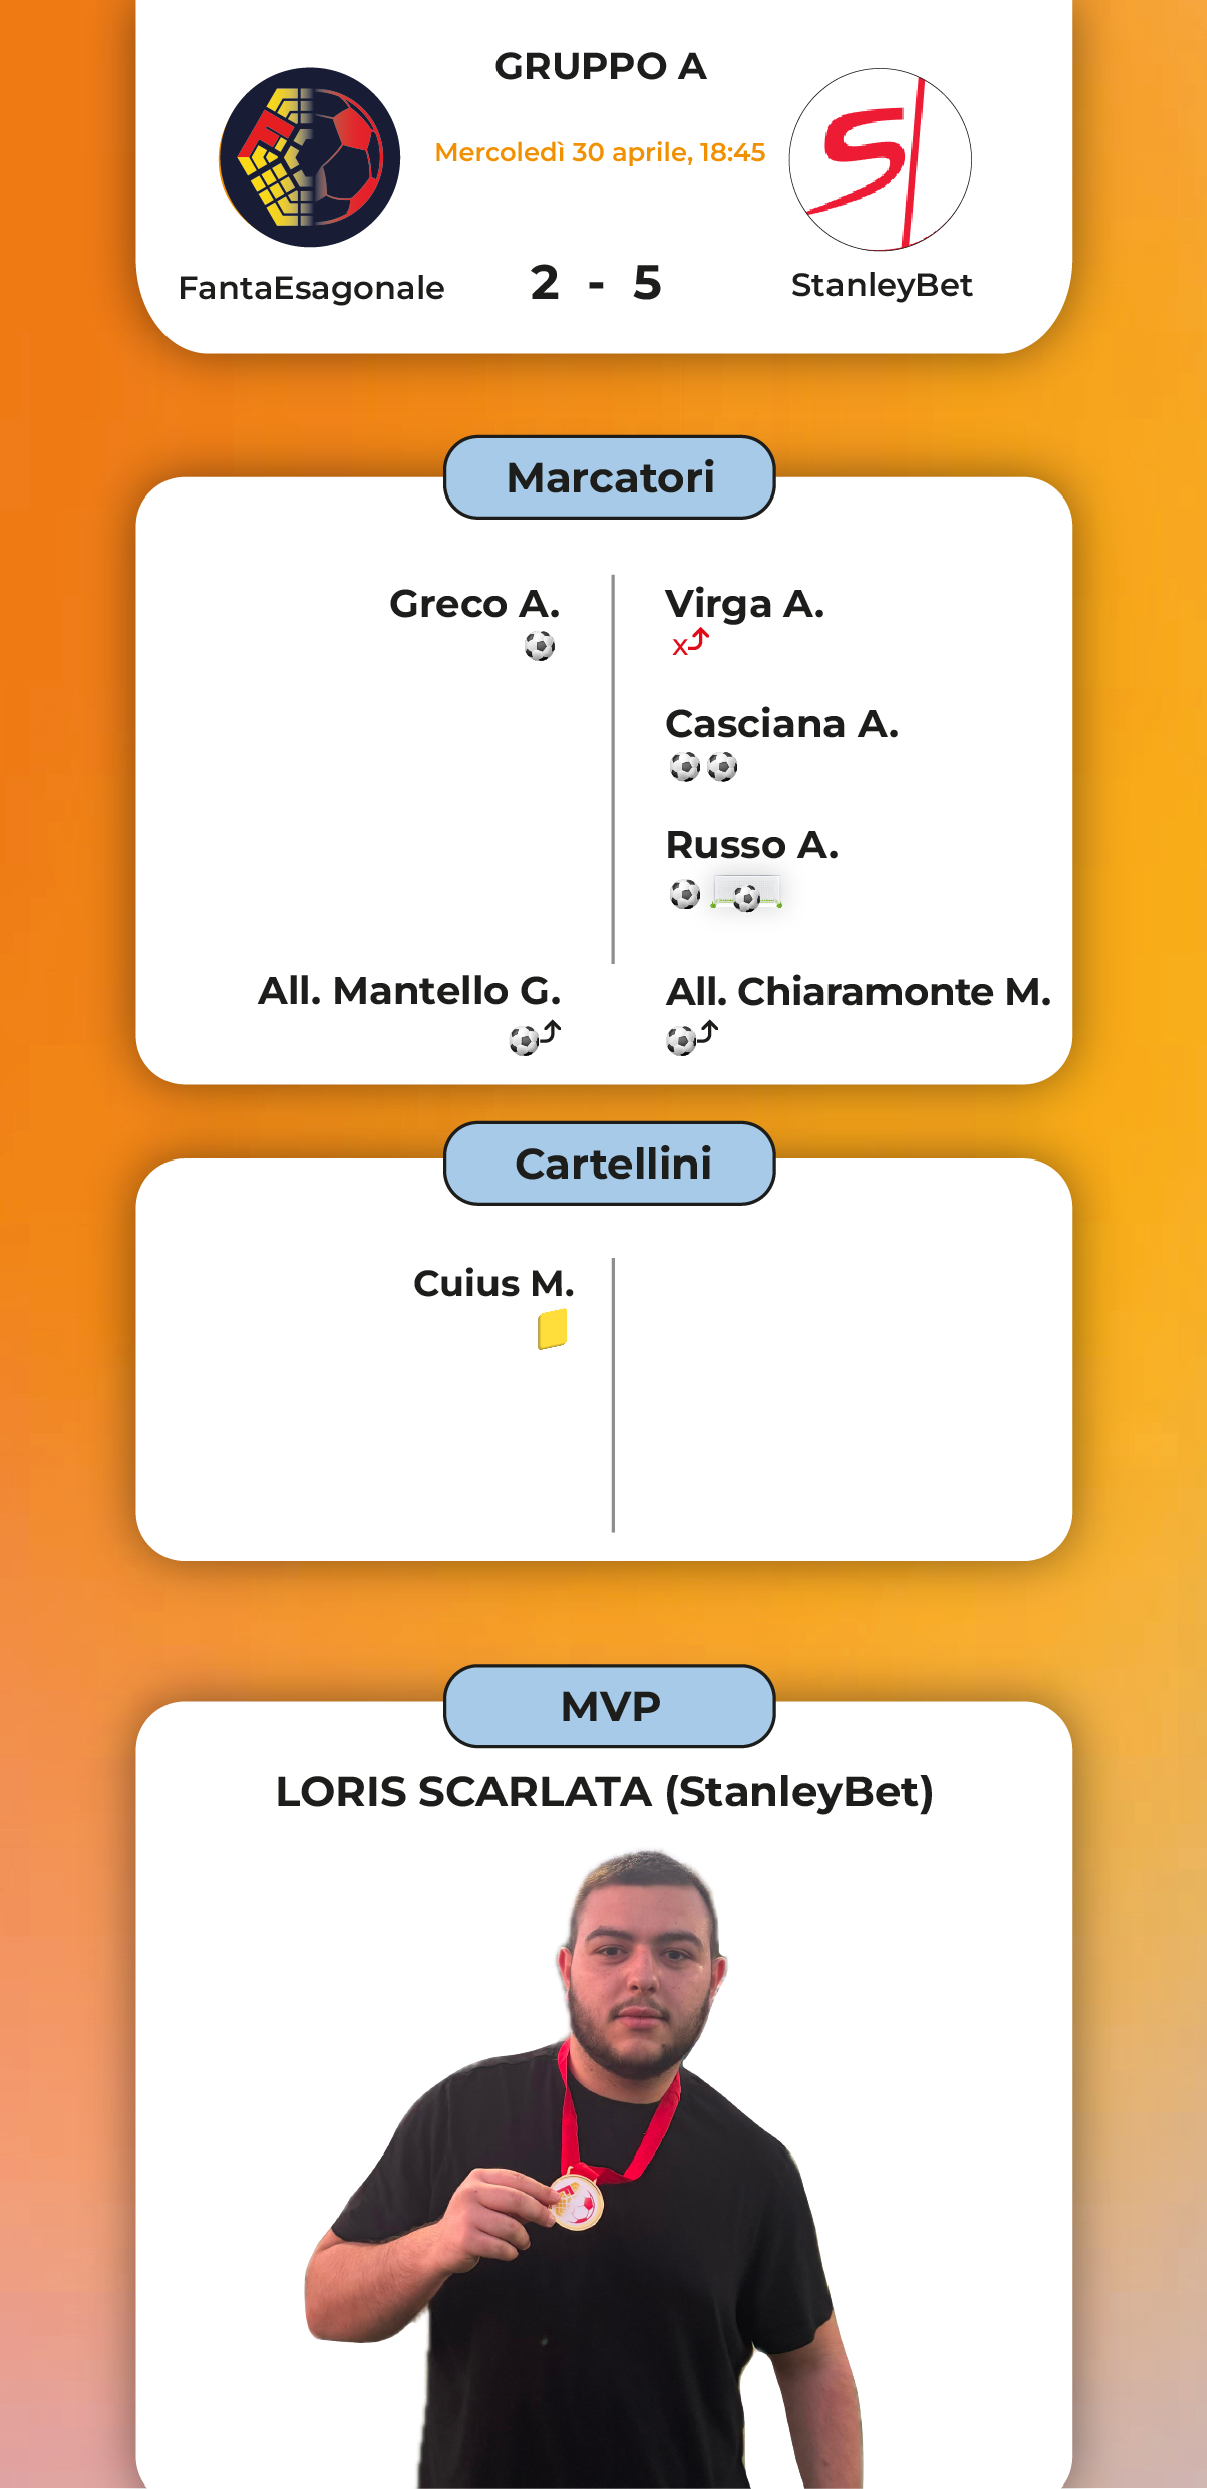 GRUPPO A
Mercoledì 30 aprile, 18:45
FantaEsagonale
2 - 5
StanleyBet
Marcatori
Greco A.
Virga A.
x
Casciana A.
Russo A.
All. Mantello G.
All. Chiaramonte M.
Cartellini
Cuius M.
MVP
LORIS SCARLATA (StanleyBet)